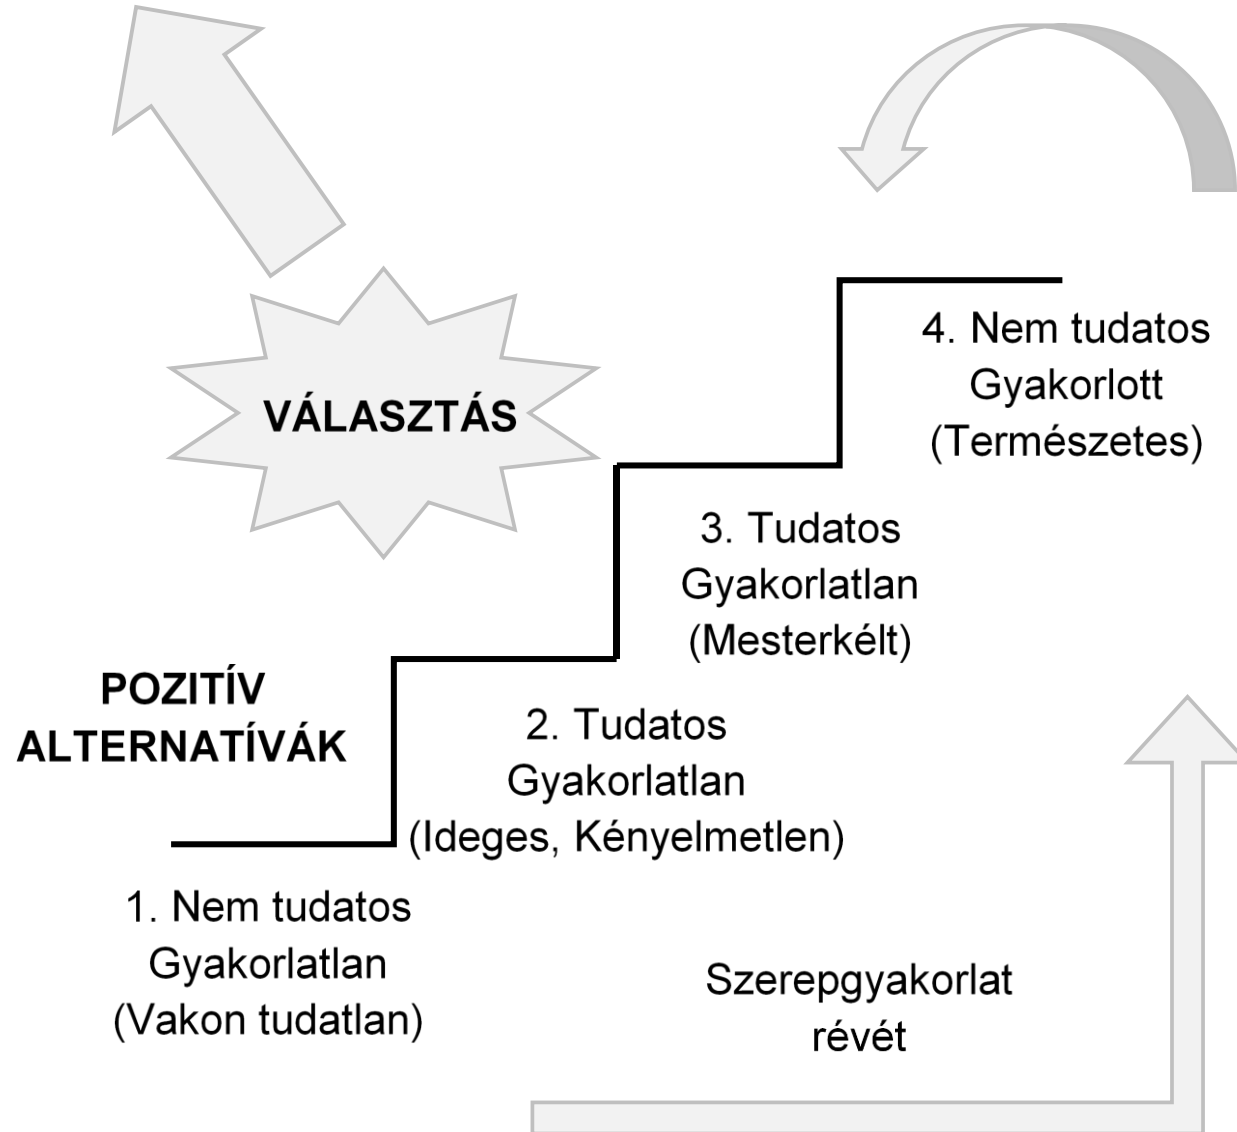 VÁLASZTÁS
4. Nem tudatos
Gyakorlott
(Természetes)
3. Tudatos
Gyakorlatlan
(Mesterkélt)
POZITÍV
ALTERNATÍVÁK
2. Tudatos
Gyakorlatlan
(Ideges, Kényelmetlen)
1. Nem tudatos
Gyakorlatlan
(Vakon tudatlan)
Szerepgyakorlat
révét